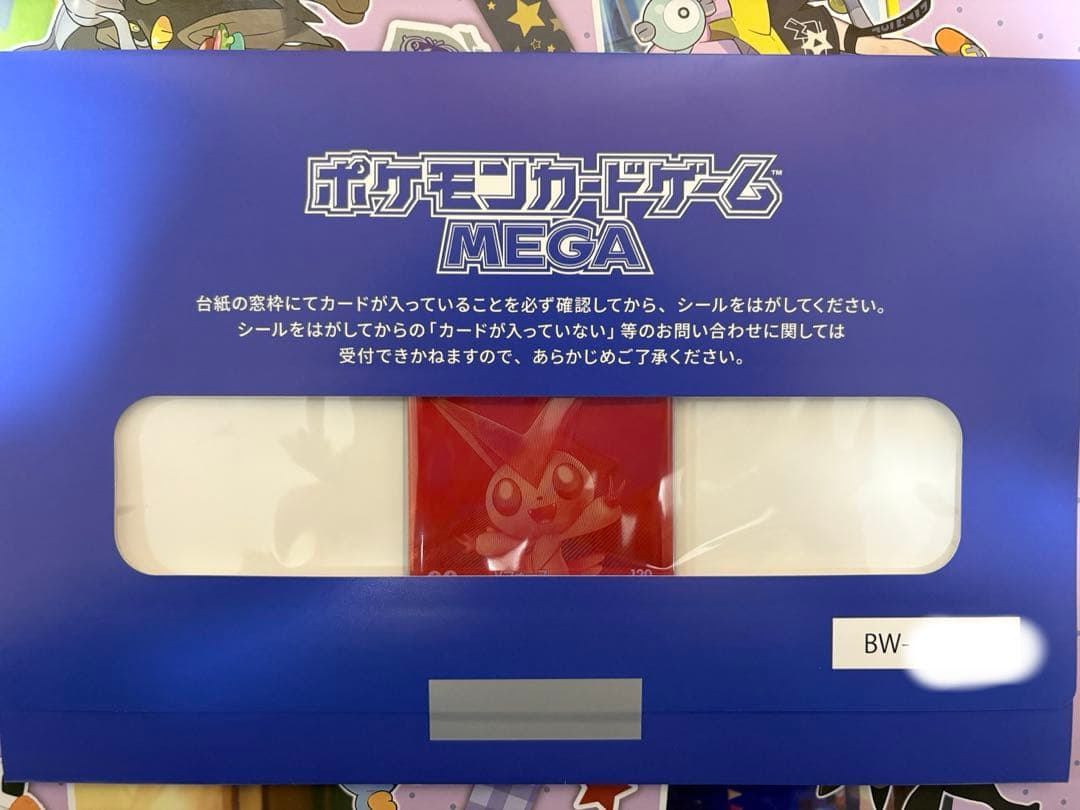 ポケモンカードゲーム™
MEGA
台紙の窓枠にてカードが入っていることを必ず確認してから、シールをはがしてください。
シールをはがしてからの「カードが入っていない」等のお問い合わせに関しては
受付できかねますので、あらかじめご了承ください。
120
BW-